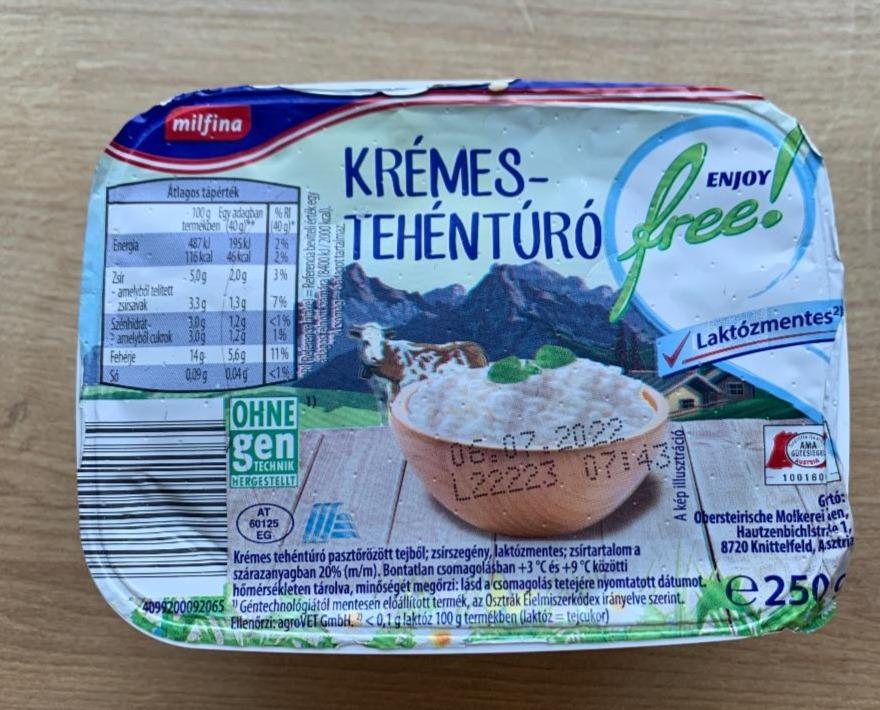 milfina
KRÉMES-
TEHÉNTÚRÓ
ENJOY
free!
Laktózmentes²⁾
Átlagos tápérték
100 g Egy adagban % RI
termékben (40 g)** (40 g)*
Energia 487 kJ 195 kJ 2%
116 kcal 46 kcal 2%
Zsír 5,0 g 2,0 g 3%
- amelyből telített
zsírsavak 3,3 g 1,3 g 7%
Szénhidrát 3,0 g 1,2 g <1%
- amelyből cukrok 3,0 g 1,2 g 1%
Fehérje 14 g 5,6 g 11%
Só 0,09 g 0,04 g <1%
OHNE
gen
TECHNIK
HERGESTELLT
1)
06.07.2022
L22223 07:43
A kép illusztráció
AMA
GÜTESIEGEL
AUSTRIA
100160
AT
60125
EG
Grtó:
Obersteirische Molkerei
Hautzenbichlstr
8720 Knittelfeld,
Krémes tehéntúró pasztőrözött tejből; zsírszegény, laktózmentes; zsírtartalom a
szárazanyagban 20% (m/m). Bontatlan csomagolásban +3 °C és +9 °C közötti
hőmérsékleten tárolva, minőségét megőrzi: lásd a csomagolás tetejére nyomtatott dátumot.
¹⁾ Géntechnológiától mentesen előállított termék, az Osztrák Élelmiszerkódex irányelve szerint.
Ellenőrzi: agroVET GmbH. ²⁾ < 0,1 g laktóz 100 g termékben (laktóz = tejcukor)
4099200092065
e 250